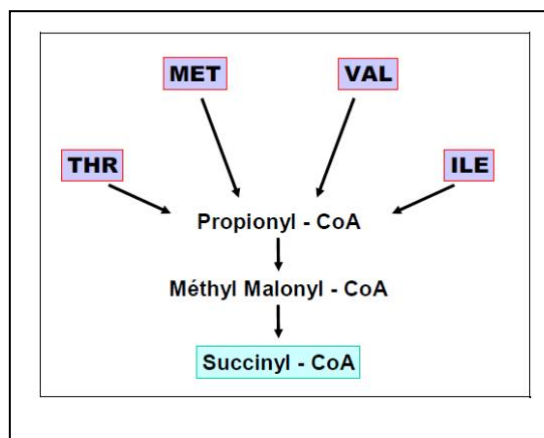 MET
VAL
THR
ILE
Propionyl - CoA
Méthyl Malonyl - CoA
Succinyl - CoA